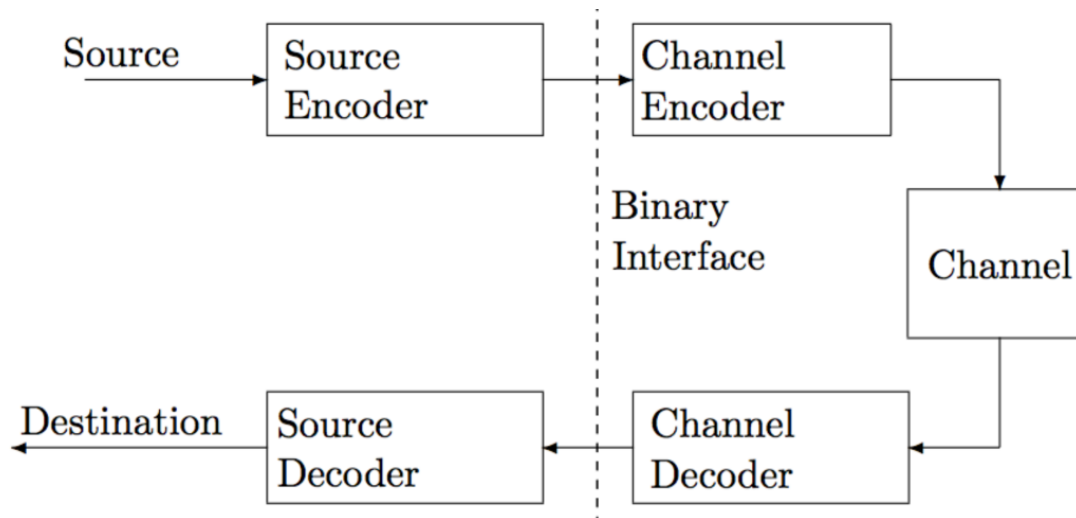 Source
Source
Encoder
Channel
Encoder
Binary
Interface
Channel
Destination
Source
Decoder
Channel
Decoder